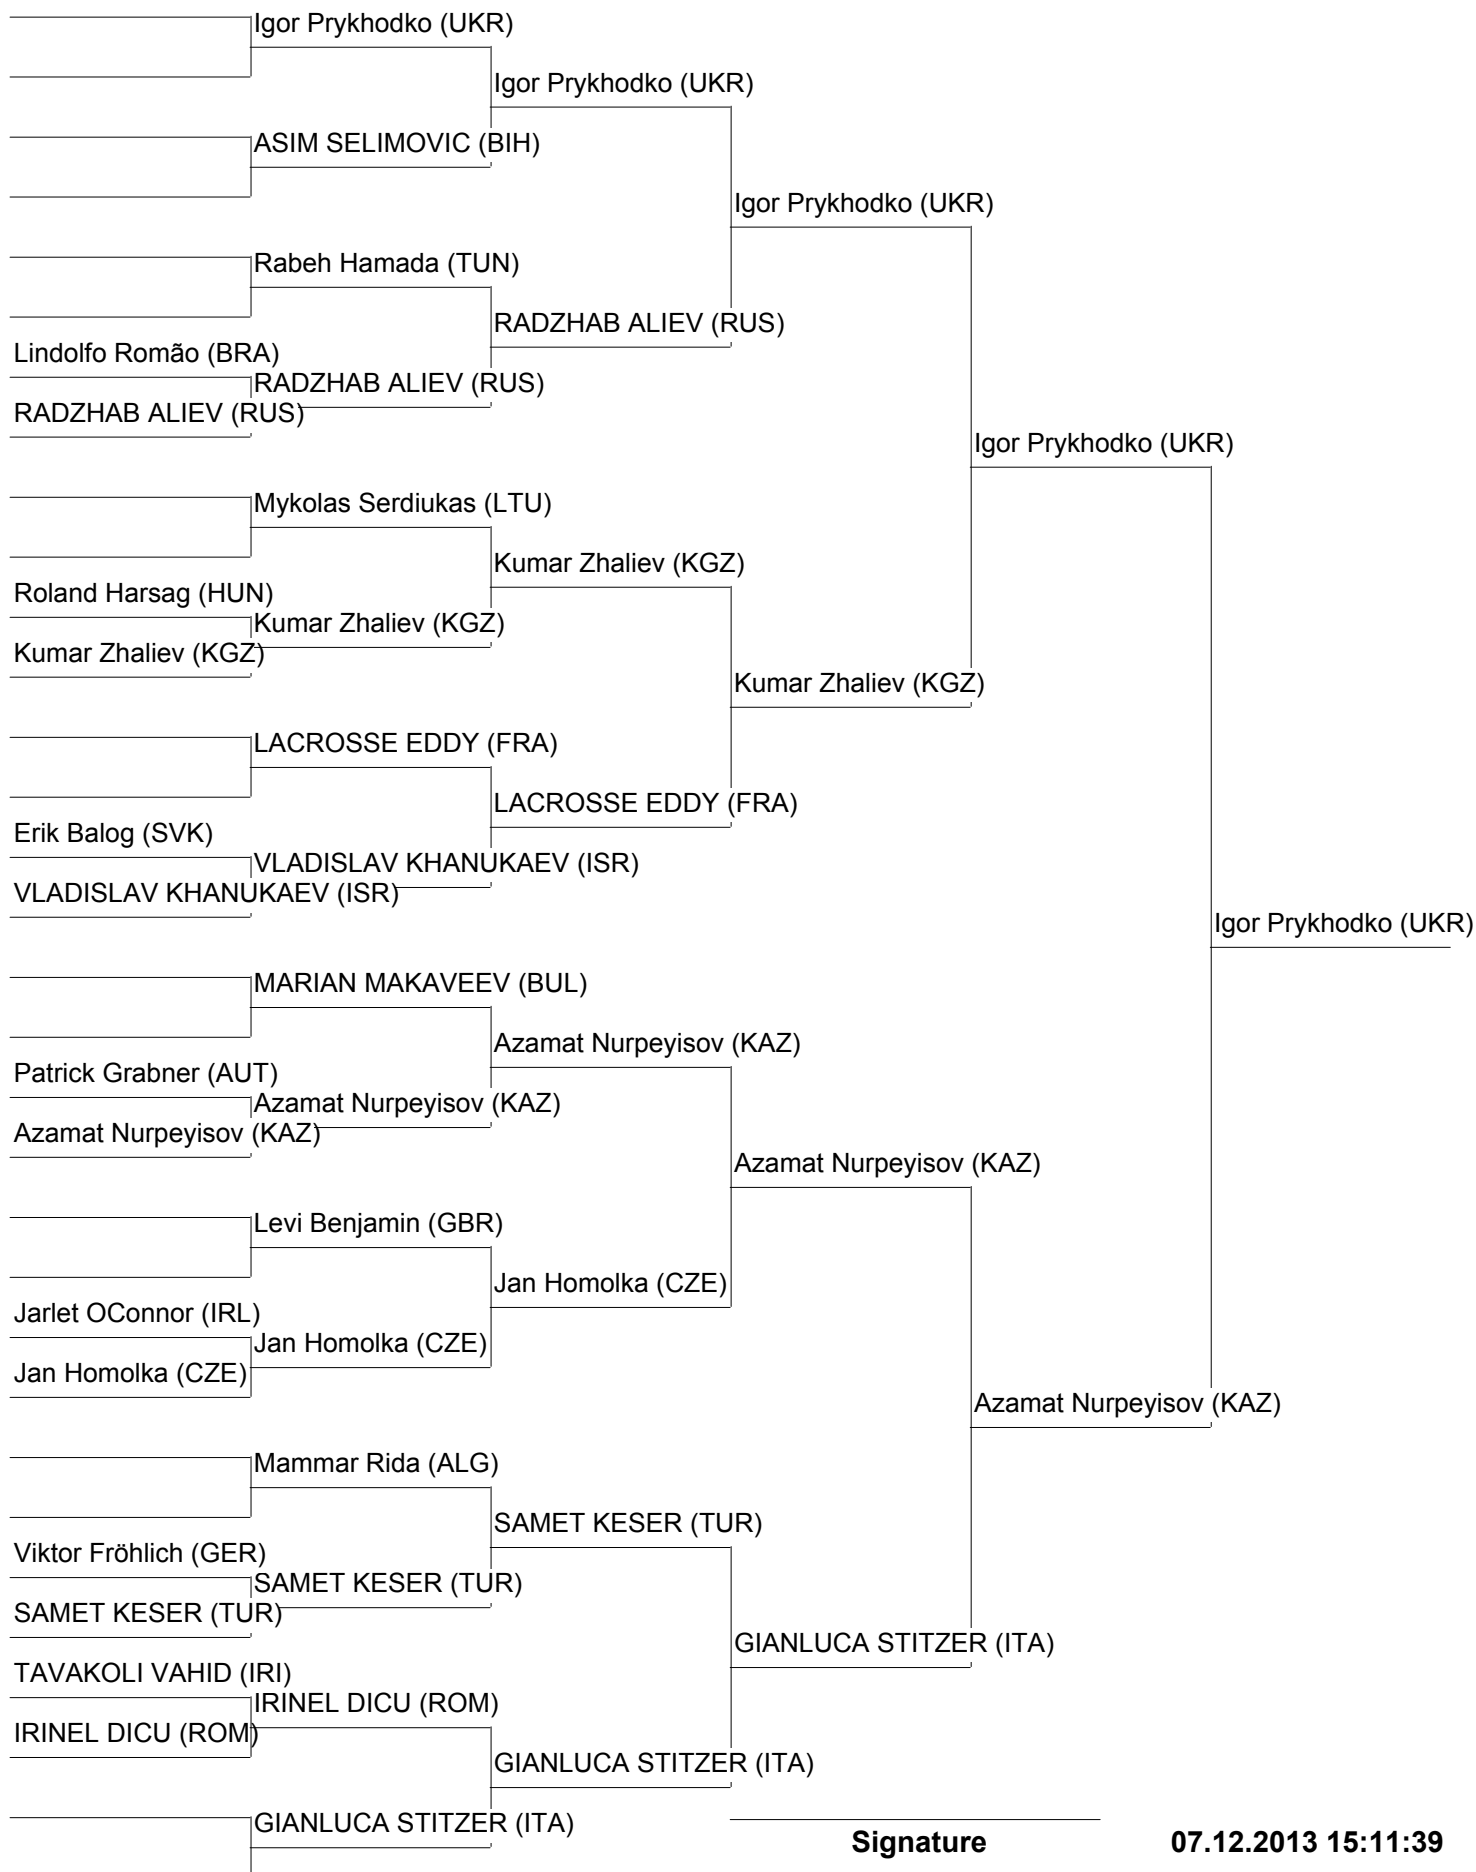 Igor Prykhodko (UKR)
Igor Prykhodko (UKR)
ASIM SELIMOVIC (BIH)
Igor Prykhodko (UKR)
Rabeh Hamada (TUN)
RADZHAB ALIEV (RUS)
Lindolfo Romão (BRA)
RADZHAB ALIEV (RUS)
RADZHAB ALIEV (RUS)
Igor Prykhodko (UKR)
Mykolas Serdiukas (LTU)
Kumar Zhaliev (KGZ)
Roland Harsag (HUN)
Kumar Zhaliev (KGZ)
Kumar Zhaliev (KGZ)
Kumar Zhaliev (KGZ)
LACROSSE EDDY (FRA)
LACROSSE EDDY (FRA)
Erik Balog (SVK)
VLADISLAV KHANUKAEV (ISR)
VLADISLAV KHANUKAEV (ISR)
Igor Prykhodko (UKR)
MARIAN MAKAVEEV (BUL)
Azamat Nurpeyisov (KAZ)
Patrick Grabner (AUT)
Azamat Nurpeyisov (KAZ)
Azamat Nurpeyisov (KAZ)
Azamat Nurpeyisov (KAZ)
Levi Benjamin (GBR)
Jan Homolka (CZE)
Jarlet OConnor (IRL)
Jan Homolka (CZE)
Jan Homolka (CZE)
Azamat Nurpeyisov (KAZ)
Mammar Rida (ALG)
SAMET KESER (TUR)
Viktor Fröhlich (GER)
SAMET KESER (TUR)
SAMET KESER (TUR)
GIANLUCA STITZER (ITA)
TAVAKOLI VAHID (IRI)
IRINEL DICU (ROM)
IRINEL DICU (ROM)
GIANLUCA STITZER (ITA)
GIANLUCA STITZER (ITA)
Signature 07.12.2013 15:11:39